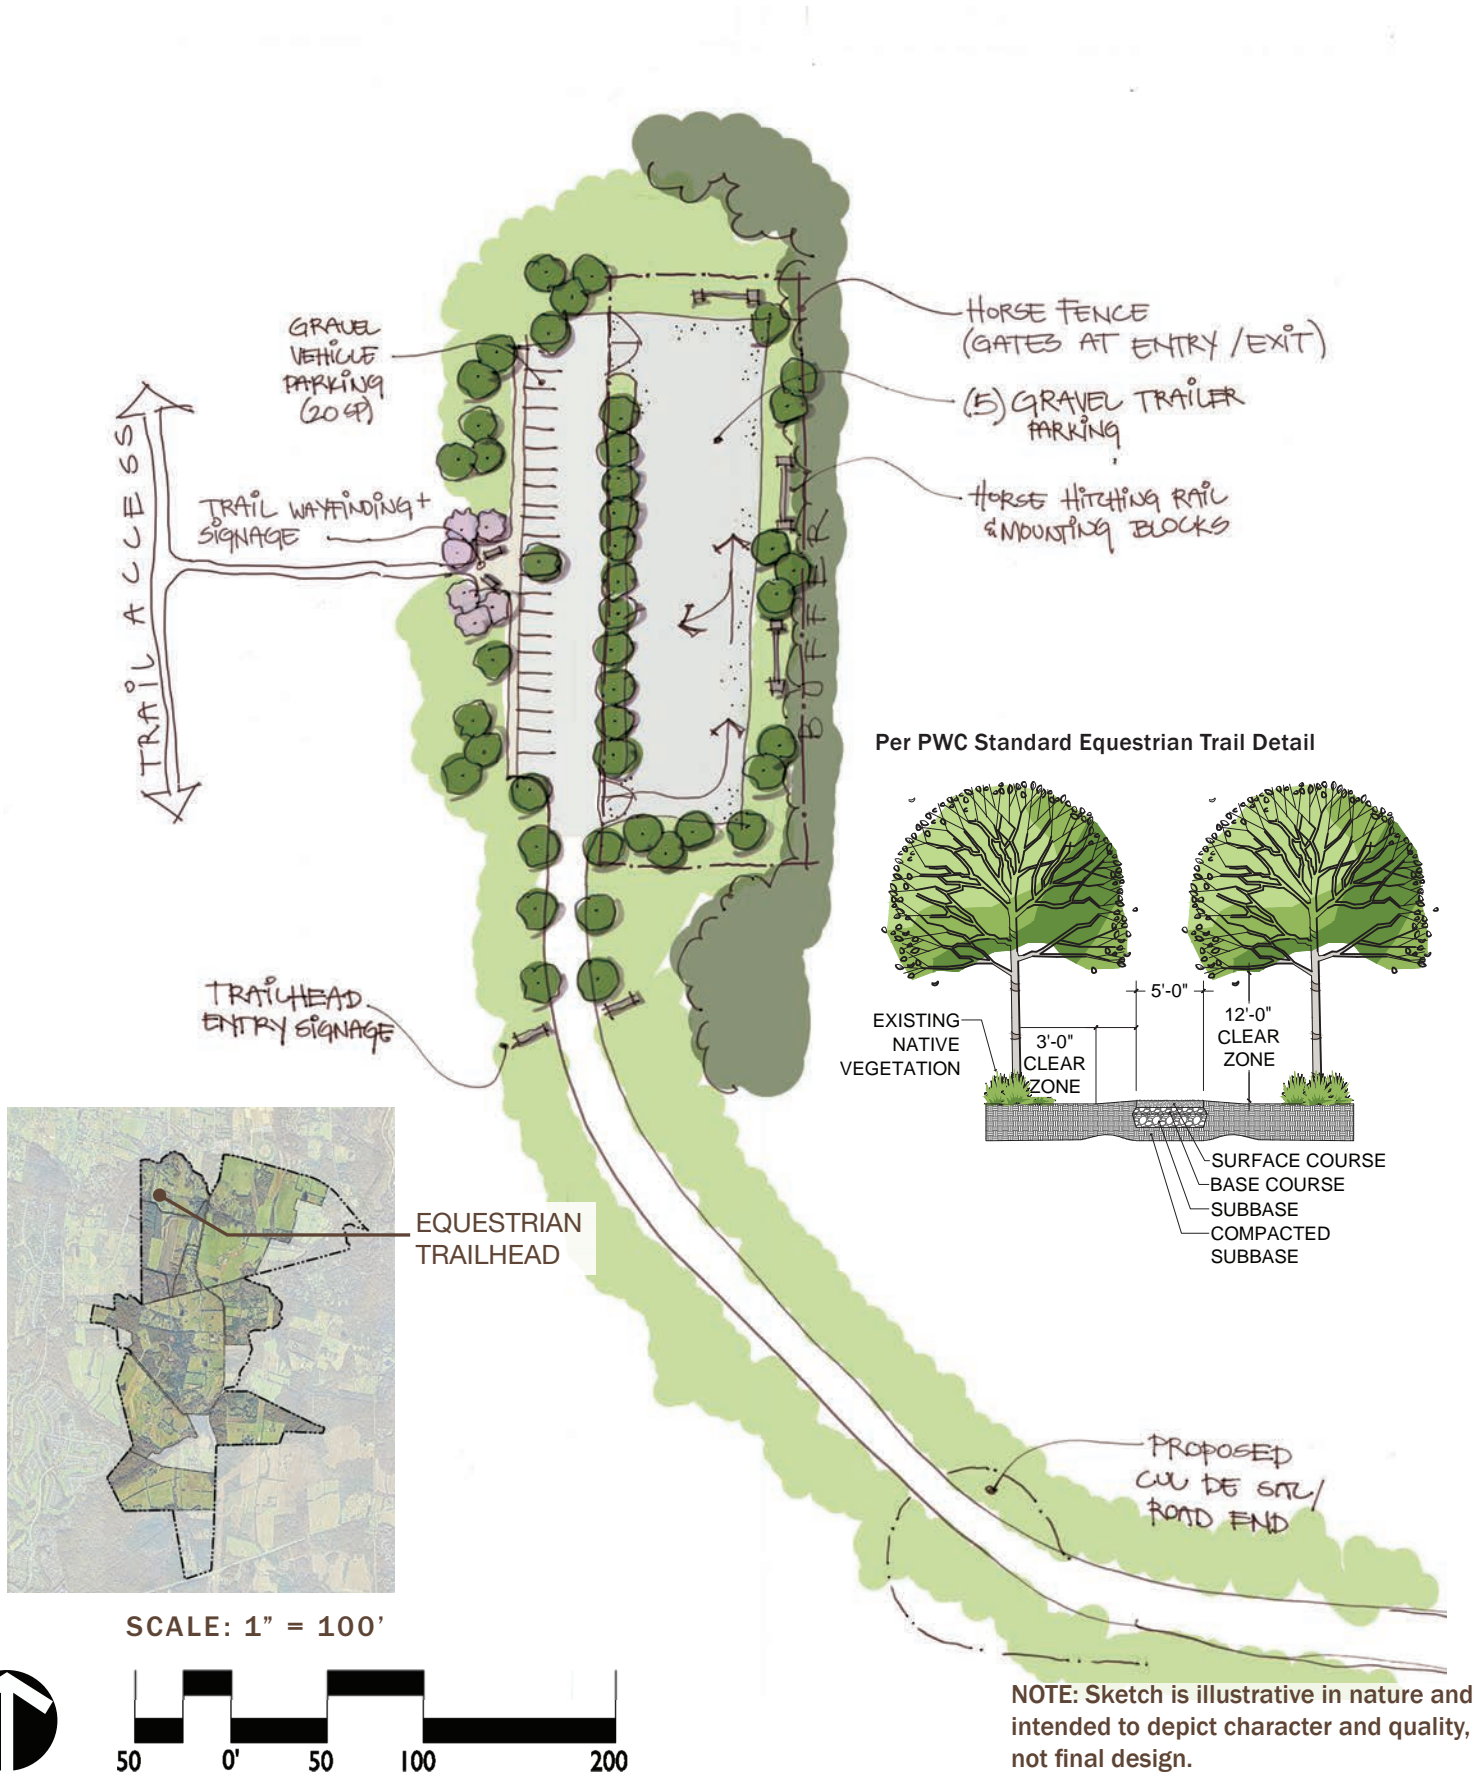 GRAVEL
VEHICLE
PARKING
(20 SP)
HORSE FENCE
(GATES AT ENTRY / EXIT)
(5) GRAVEL TRAILER
PARKING
TRAIL ACCESS
TRAIL WAYFINDING +
SIGNAGE
HORSE HITCHING RAIL
& MOUNTING BLOCKS
BUFFER
Per PWC Standard Equestrian Trail Detail
TRAILHEAD
ENTRY SIGNAGE
5'-0"
EXISTING
NATIVE
VEGETATION
3'-0"
CLEAR
ZONE
12'-0"
CLEAR
ZONE
SURFACE COURSE
BASE COURSE
SUBBASE
COMPACTED
SUBBASE
EQUESTRIAN
TRAILHEAD
PROPOSED
CUL DE SAC/
ROAD END
SCALE: 1” = 100’
50 0' 50 100 200
NOTE: Sketch is illustrative in nature and
intended to depict character and quality,
not final design.